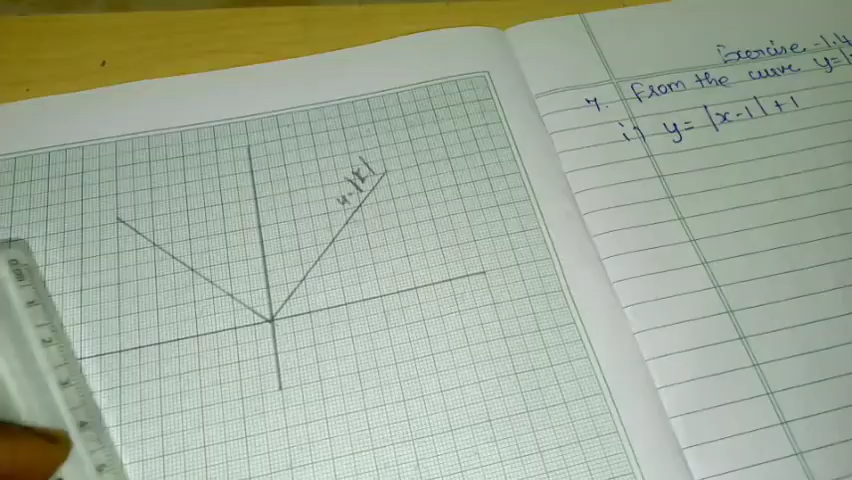 y=|x|
Exercise-1.4
7. From the curve y=|
i) y = |x-1|+1